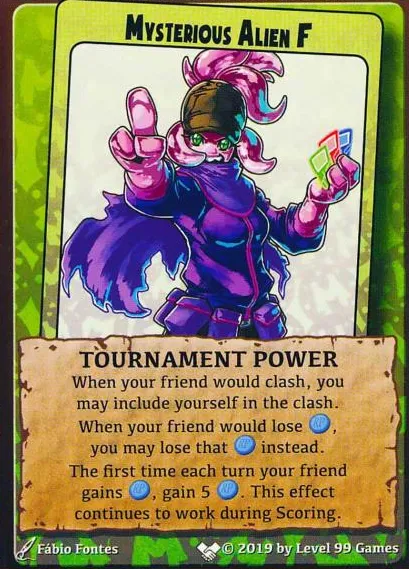 MYSTERIOUS ALIEN F
TOURNAMENT POWER
When your friend would clash, you
may include yourself in the clash.
When your friend would lose ,
you may lose that instead.
The first time each turn your friend
gains , gain 5 . This effect
continues to work during Scoring.
Fábio Fontes
© 2019 by Level 99 Games